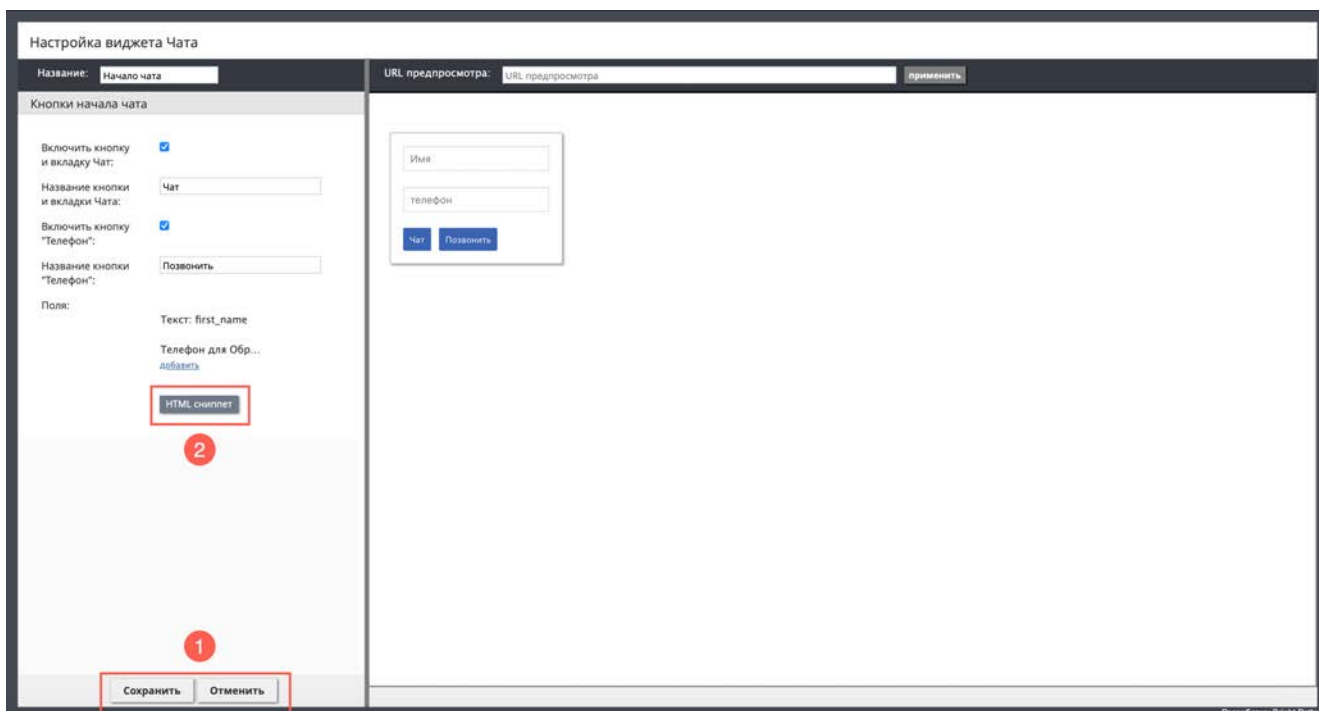 Настройка виджета Чата
Название: Начало чата
URL предпросмотра: URL предпросмотра применить
Кнопки начала чата
Включить кнопку
и вкладку Чат:
Название кнопки Чат
и вкладки Чата:
Включить кнопку
"Телефон":
Название кнопки Позвонить
"Телефон":
Поля:
Текст: first_name
Телефон для Обр...
добавить
HTML сниппет
2
1
Сохранить Отменить
Имя
телефон
Чат Позвонить